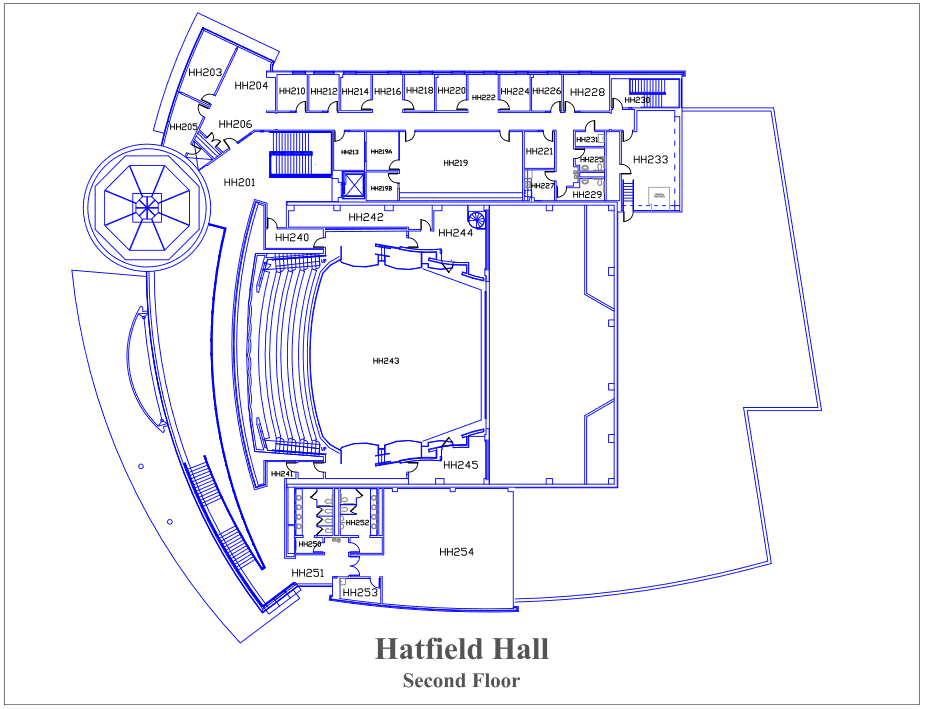 HH203
HH204
HH205
HH206
HH210
HH212
HH214
HH216
HH218
HH220
HH222
HH224
HH226
HH228
HH230
HH201
HH213
HH219A
HH219B
HH219
HH221
HH227
HH231
HH225
HH229
HH233
HH242
HH240
HH244
HH243
HH241
HH245
HH250
HH252
HH251
HH253
HH254
Hatfield Hall
Second Floor